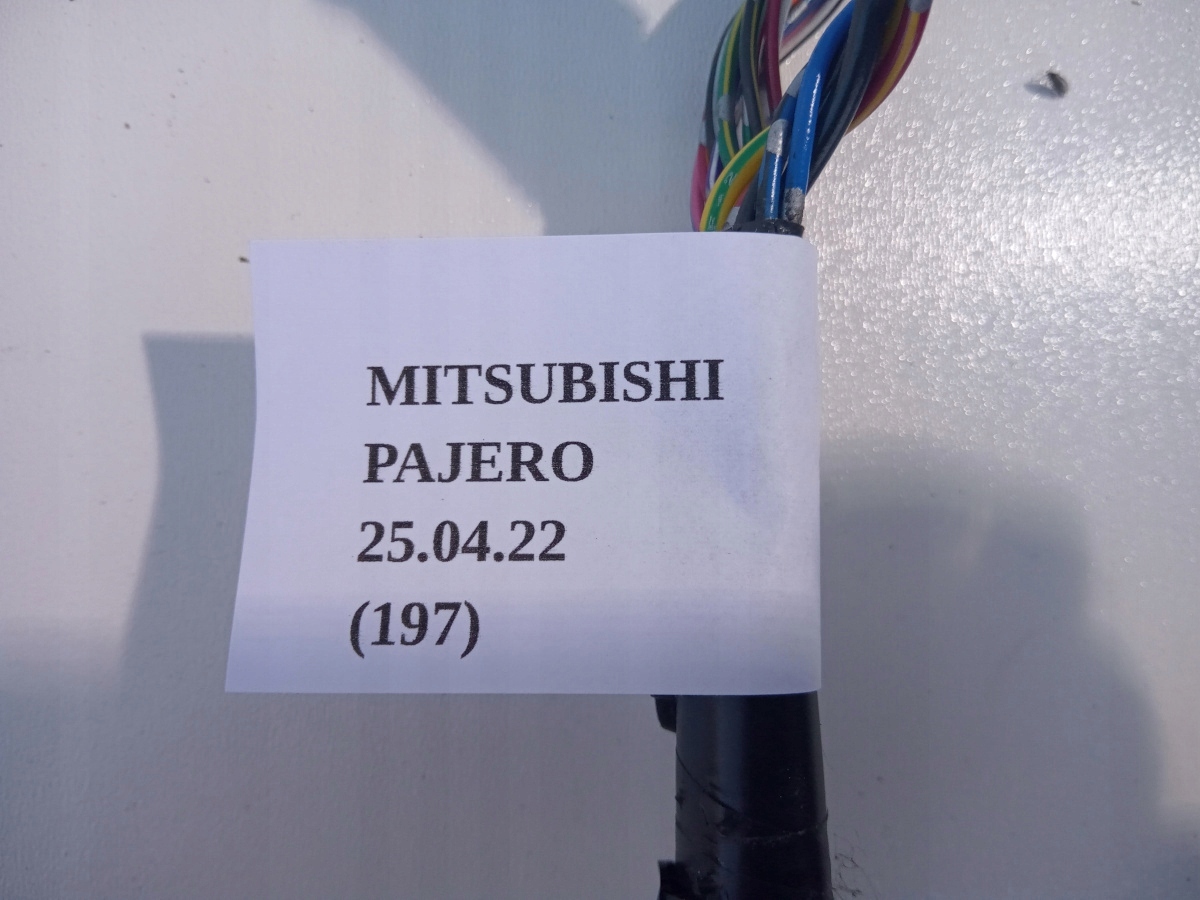 MITSUBISHI
PAJERO
25.04.22
(197)